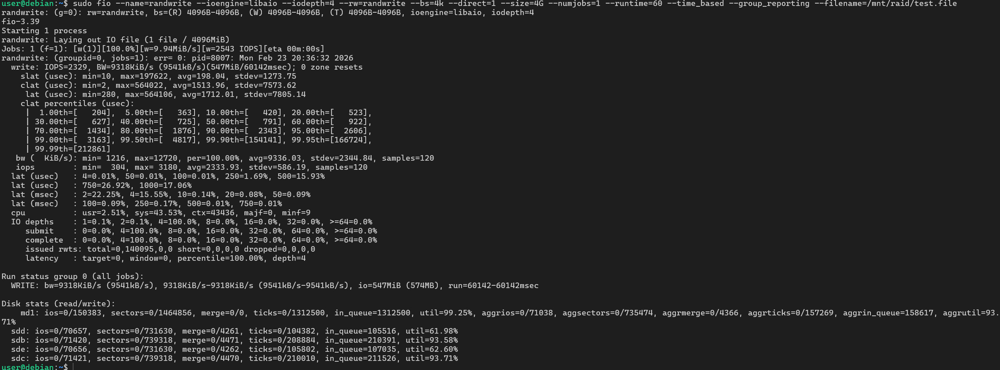 user@debian:~$ sudo fio --name=randwrite --ioengine=libaio --iodepth=4 --rw=randwrite --bs=4k --direct=1 --size=4G --numjobs=1 --runtime=60 --time_based --group_reporting --filename=/mnt/raid/test.file
randwrite: (g=0): rw=randwrite, bs=(R) 4096B-4096B, (W) 4096B-4096B, (T) 4096B-4096B, ioengine=libaio, iodepth=4
fio-3.39
Starting 1 process
randwrite: Laying out IO file (1 file / 4096MiB)
Jobs: 1 (f=1): [w(1)][100.0%][w=9.94MiB/s][w=2543 IOPS][eta 00m:00s]
randwrite: (groupid=0, jobs=1): err= 0: pid=8007: Mon Feb 23 20:36:32 2026
  write: IOPS=2329, BW=9318KiB/s (9541kB/s)(547MiB/60142msec); 0 zone resets
    slat (usec): min=10, max=197622, avg=198.04, stdev=1273.75
    clat (usec): min=2, max=564022, avg=1513.96, stdev=7573.62
     lat (usec): min=280, max=564106, avg=1712.01, stdev=7805.14
    clat percentiles (usec):
     |  1.00th=[   204],  5.00th=[   363], 10.00th=[   420], 20.00th=[   523],
     | 30.00th=[   627], 40.00th=[   725], 50.00th=[   791], 60.00th=[   922],
     | 70.00th=[  1434], 80.00th=[  1876], 90.00th=[  2343], 95.00th=[  2606],
     | 99.00th=[  3163], 99.50th=[  4817], 99.90th=[154141], 99.95th=[166724],
     | 99.99th=[212861]
   bw (  KiB/s): min= 1216, max=12720, per=100.00%, avg=9336.03, stdev=2344.84, samples=120
   iops        : min=  304, max= 3180, avg=2333.93, stdev=586.19, samples=120
  lat (usec)   : 4=0.01%, 50=0.01%, 100=0.01%, 250=1.69%, 500=15.93%
  lat (usec)   : 750=26.92%, 1000=17.06%
  lat (msec)   : 2=22.25%, 4=15.55%, 10=0.14%, 20=0.08%, 50=0.09%
  lat (msec)   : 100=0.09%, 250=0.17%, 500=0.01%, 750=0.01%
  cpu          : usr=2.51%, sys=43.53%, ctx=43436, majf=0, minf=9
  IO depths    : 1=0.1%, 2=0.1%, 4=100.0%, 8=0.0%, 16=0.0%, 32=0.0%, >=64=0.0%
     submit    : 0=0.0%, 4=100.0%, 8=0.0%, 16=0.0%, 32=0.0%, 64=0.0%, >=64=0.0%
     complete  : 0=0.0%, 4=100.0%, 8=0.0%, 16=0.0%, 32=0.0%, 64=0.0%, >=64=0.0%
     issued rwts: total=0,140095,0,0 short=0,0,0,0 dropped=0,0,0,0
     latency   : target=0, window=0, percentile=100.00%, depth=4

Run status group 0 (all jobs):
  WRITE: bw=9318KiB/s (9541kB/s), 9318KiB/s-9318KiB/s (9541kB/s-9541kB/s), io=547MiB (574MB), run=60142-60142msec

Disk stats (read/write):
    md1: ios=0/150383, sectors=0/1464856, merge=0/0, ticks=0/1312500, in_queue=1312500, util=99.25%, aggrios=0/71038, aggsectors=0/735474, aggrmerge=0/4366, aggrticks=0/157269, aggrin_queue=158617, aggrutil=93.
71%
  sdd: ios=0/70657, sectors=0/731630, merge=0/4261, ticks=0/104382, in_queue=105516, util=61.98%
  sdb: ios=0/71420, sectors=0/739318, merge=0/4471, ticks=0/208884, in_queue=210391, util=93.58%
  sde: ios=0/70656, sectors=0/731630, merge=0/4262, ticks=0/105802, in_queue=107035, util=62.60%
  sdc: ios=0/71421, sectors=0/739318, merge=0/4470, ticks=0/210010, in_queue=211526, util=93.71%
user@debian:~$